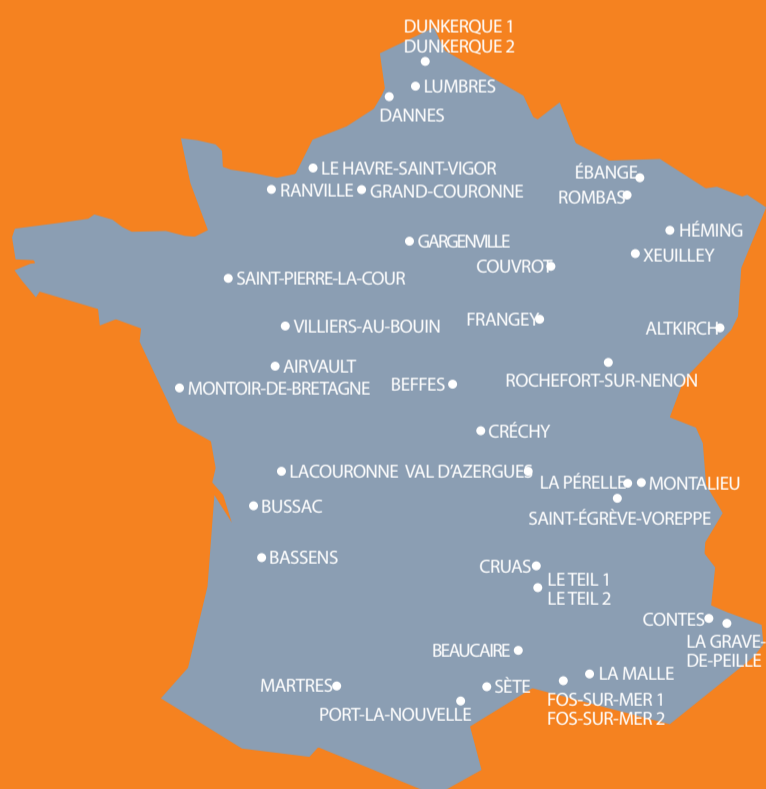 DUNKERQUE 1
DUNKERQUE 2
LUMBRES
DANNES
LE HAVRE-SAINT-VIGOR
ÉBANGE
RANVILLE
GRAND-COURONNE
ROMBAS
HÉMING
GARGENVILLE
XEUILLEY
COUVROT
SAINT-PIERRE-LA-COUR
FRANGEY
VILLIERS-AU-BOUIN
ALTKIRCH
AIRVAULT
ROCHEFORT-SUR-NENON
BEFFES
MONTOIR-DE-BRETAGNE
CRÉCHY
LACOURONNE
VAL D'AZERGUES
LA PÉRELLE
MONTALIEU
BUSSAC
SAINT-ÉGRÈVE-VOREPPE
BASSENS
CRUAS
LE TEIL 1
LE TEIL 2
CONTES
LA GRAVE-
DE-PEILLE
BEAUCAIRE
LA MALLE
MARTRES
SÈTE
FOS-SUR-MER 1
FOS-SUR-MER 2
PORT-LA-NOUVELLE